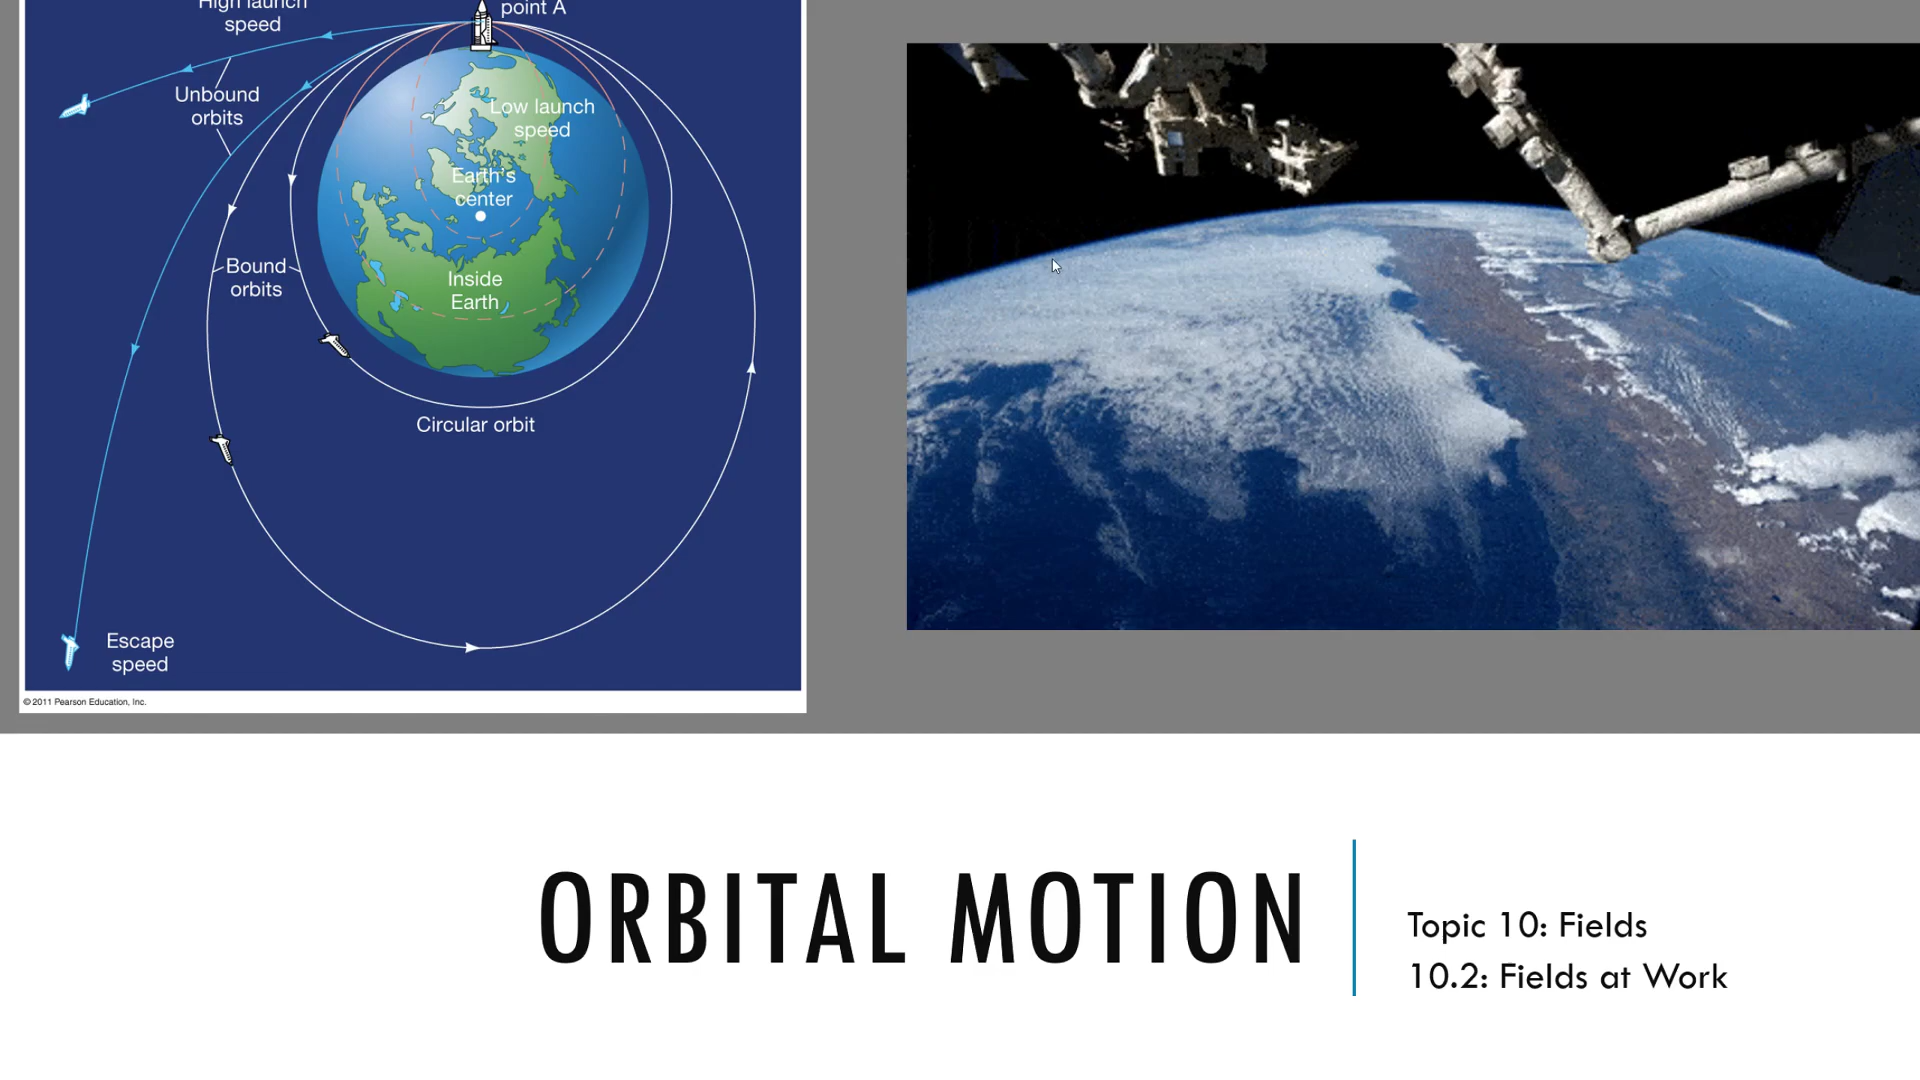 High launch
speed
point A
Unbound
orbits
Low launch
speed
Earth's
center
Bound
orbits
Inside
Earth
Circular orbit
Escape
speed
© 2011 Pearson Education, Inc.
ORBITAL MOTION
Topic 10: Fields
10.2: Fields at Work